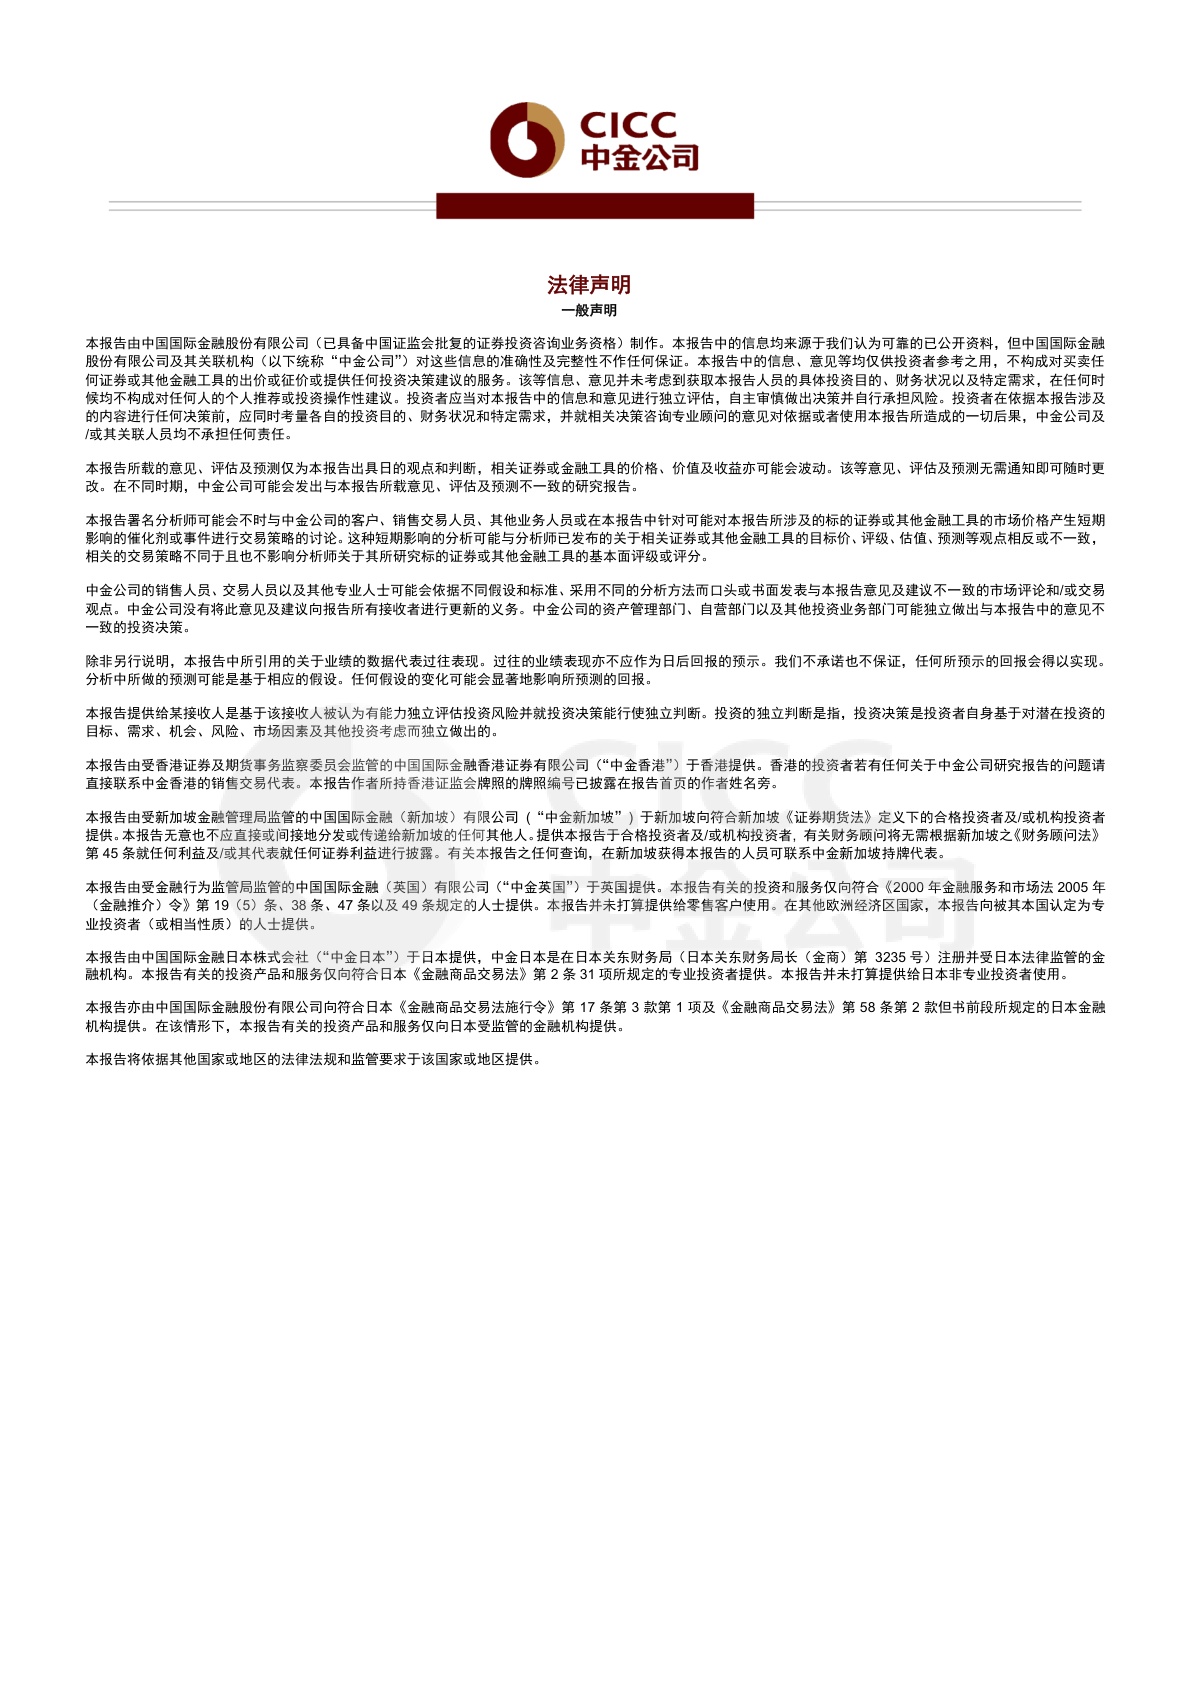 CICC
中金公司
法律声明
一般声明
本报告由中国国际金融股份有限公司（已具备中国证监会批复的证券投资咨询业务资格）制作。本报告中的信息均来源于我们认为可靠的已公开资料，但中国国际金融
股份有限公司及其关联机构（以下统称“中金公司”）对这些信息的准确性及完整性不作任何保证。本报告中的信息、意见等均仅供投资者参考之用，不构成对买卖任
何证券或其他金融工具的出价或征价或提供任何投资决策建议的服务。该等信息、意见并未考虑到获取本报告人员的具体投资目的、财务状况以及特定需求，在任何时
候均不构成对任何人的个人推荐或投资操作性建议。投资者应当对本报告中的信息和意见进行独立评估，自主审慎做出决策并自行承担风险。投资者在依据本报告涉及
的内容进行任何决策前，应同时考量各自的投资目的、财务状况和特定需求，并就相关决策咨询专业顾问的意见对依据或者使用本报告所造成的一切后果，中金公司及
/或其关联人员均不承担任何责任。
本报告所载的意见、评估及预测仅为本报告出具日的观点和判断，相关证券或金融工具的价格、价值及收益亦可能会波动。该等意见、评估及预测无需通知即可随时更
改。在不同时期，中金公司可能会发出与本报告所载意见、评估及预测不一致的研究报告。
本报告署名分析师可能会不时与中金公司的客户、销售交易人员、其他业务人员或在本报告中针对可能对本报告所涉及的标的证券或其他金融工具的市场价格产生短期
影响的催化剂或事件进行交易策略的讨论。这种短期影响的分析可能与分析师已发布的关于相关证券或其他金融工具的目标价、评级、估值、预测等观点相反或不一致，
相关的交易策略不同于且也不影响分析师关于其所研究标的证券或其他金融工具的基本面评级或评分。
中金公司的销售人员、交易人员以及其他专业人士可能会依据不同假设和标准、采用不同的分析方法而口头或书面发表与本报告意见及建议不一致的市场评论和/或交易
观点。中金公司没有将此意见及建议向报告所有接收者进行更新的义务。中金公司的资产管理部门、自营部门以及其他投资业务部门可能独立做出与本报告中的意见不
一致的投资决策。
除非另行说明，本报告中所引用的关于业绩的数据代表过往表现。过往的业绩表现亦不应作为日后回报的预示。我们不承诺也不保证，任何所预示的回报会得以实现。
分析中所做的预测可能是基于相应的假设。任何假设的变化可能会显著地影响所预测的回报。
本报告提供给某接收人是基于该接收人被认为有能力独立评估投资风险并就投资决策能行使独立判断。投资的独立判断是指，投资决策是投资者自身基于对潜在投资的
目标、需求、机会、风险、市场因素及其他投资考虑而独立做出的。
本报告由受香港证券及期货事务监察委员会监管的中国国际金融香港证券有限公司（“中金香港”）于香港提供。香港的投资者若有任何关于中金公司研究报告的问题请
直接联系中金香港的销售交易代表。本报告作者所持香港证监会牌照的牌照编号已披露在报告首页的作者姓名旁。
本报告由受新加坡金融管理局监管的中国国际金融（新加坡）有限公司 (“中金新加坡”) 于新加坡向符合新加坡《证券期货法》定义下的合格投资者及/或机构投资者
提供。本报告无意也不应直接或间接地分发或传递给新加坡的任何其他人。提供本报告于合格投资者及/或机构投资者, 有关财务顾问将无需根据新加坡之《财务顾问法》
第 45 条就任何利益及/或其代表就任何证券利益进行披露。有关本报告之任何查询，在新加坡获得本报告的人员可联系中金新加坡持牌代表。
本报告由受金融行为监管局监管的中国国际金融（英国）有限公司（“中金英国”）于英国提供。本报告有关的投资和服务仅向符合《2000 年金融服务和市场法 2005 年
（金融推介）令》第 19（5）条、38 条、47 条以及 49 条规定的人士提供。本报告并未打算提供给零售客户使用。在其他欧洲经济区国家，本报告向被其本国认定为专
业投资者（或相当性质）的人士提供。
本报告由中国国际金融日本株式会社（“中金日本”）于日本提供，中金日本是在日本关东财务局（日本关东财务局长（金商）第 3235 号）注册并受日本法律监管的金
融机构。本报告有关的投资产品和服务仅向符合日本《金融商品交易法》第 2 条 31 项所规定的专业投资者提供。本报告并未打算提供给日本非专业投资者使用。
本报告亦由中国国际金融股份有限公司向符合日本《金融商品交易法施行令》第 17 条第 3 款第 1 项及《金融商品交易法》第 58 条第 2 款但书前段所规定的日本金融
机构提供。在该情形下，本报告有关的投资产品和服务仅向日本受监管的金融机构提供。
本报告将依据其他国家或地区的法律法规和监管要求于该国家或地区提供。
CICC
中金公司